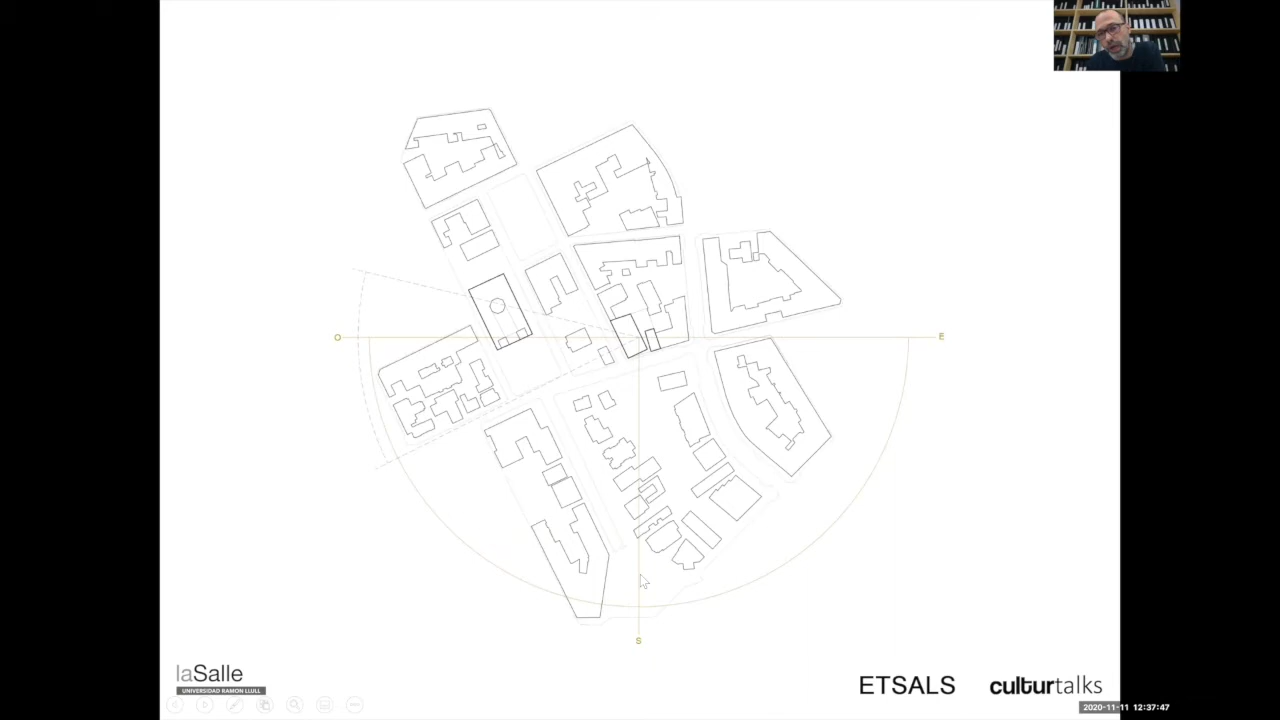 O
E
S
laSalle
UNIVERSIDAD RAMON LLULL
ETSALS
culturtalks
2020-11-11 12:37:47